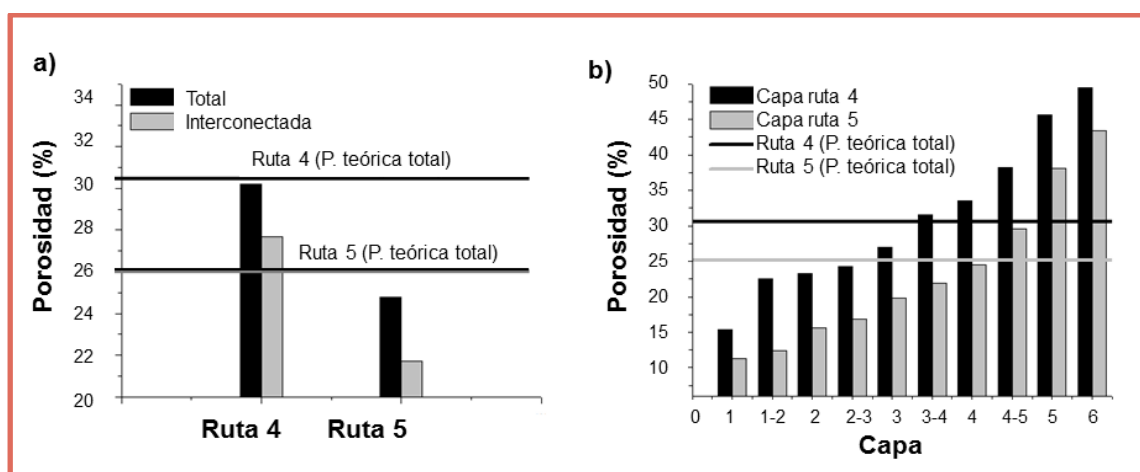 a)
34
32
30
28
26
24
22
20
Porosidad (%)
Total
Interconectada
Ruta 4 (P. teórica total)
Ruta 5 (P. teórica total)
Ruta 4
Ruta 5
b)
50
45
40
35
30
25
20
15
10
Porosidad (%)
Capa ruta 4
Capa ruta 5
Ruta 4 (P. teórica total)
Ruta 5 (P. teórica total)
0 1 1-2 2 2-3 3 3-4 4 4-5 5 6
Capa